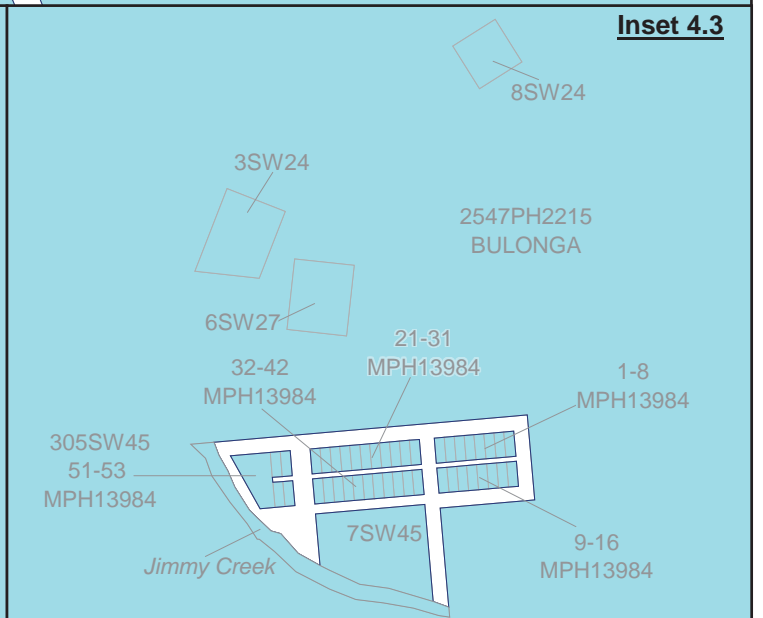 Inset 4.3
8SW24
3SW24
2547PH2215
BULONGA
6SW27
21-31
MPH13984
32-42
MPH13984
1-8
MPH13984
305SW45
51-53
MPH13984
7SW45
9-16
MPH13984
Jimmy Creek